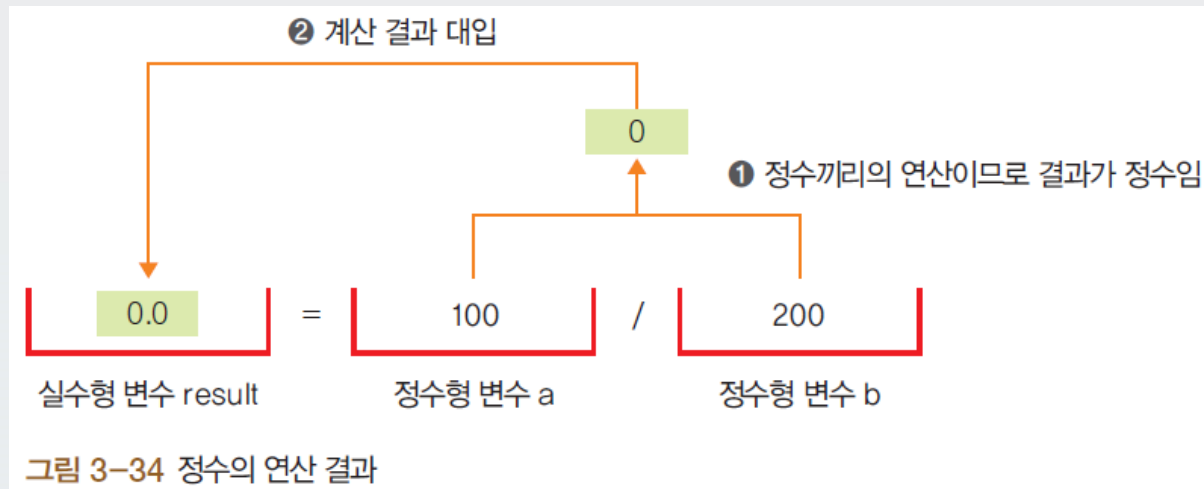 ❷ 계산 결과 대입
0
❶ 정수끼리의 연산이므로 결과가 정수임
0.0 = 100 / 200
실수형 변수 result 정수형 변수 a 정수형 변수 b
그림 3-34 정수의 연산 결과